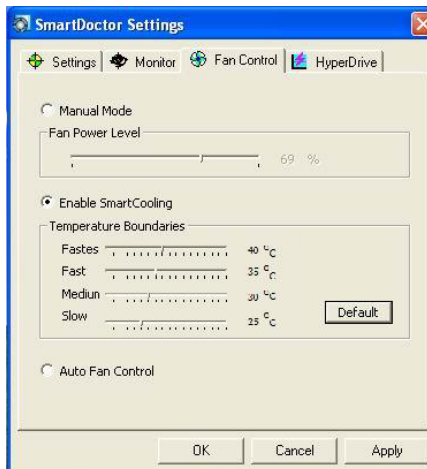 SmartDoctor Settings
Settings Monitor Fan Control HyperDrive
Manual Mode
Fan Power Level
69 %
Enable SmartCooling
Temperature Boundaries
Fastes 40 °C
Fast 35 °C
Mediun 30 °C
Slow 25 °C
Default
Auto Fan Control
OK Cancel Apply